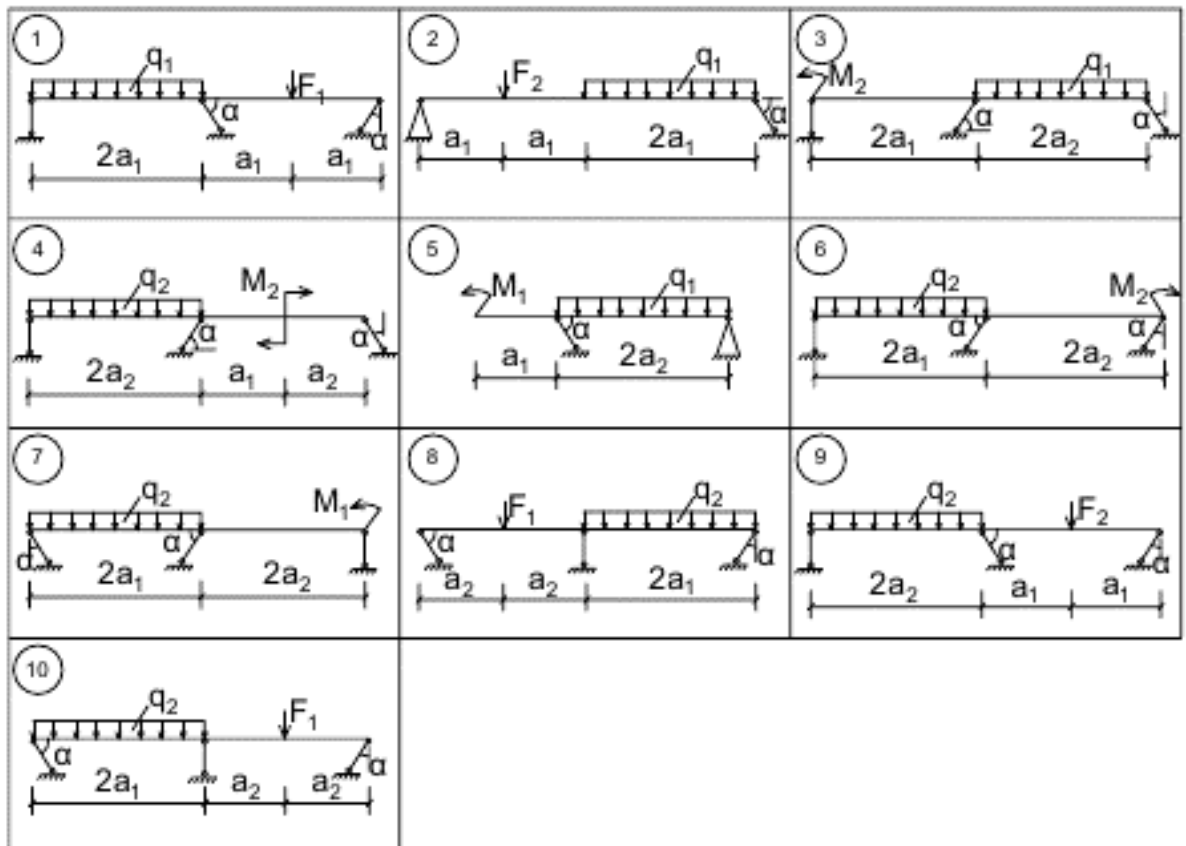 1
q₁
F₁
α
α
2a₁ a₁ a₁
2
F₂
q₁
α
a₁ a₁ 2a₁
3
M₂
q₁
α
α
2a₁ 2a₂
4
q₂
M₂
α
α
2a₂ a₁ a₂
5
M₁
q₁
α
a₁ 2a₂
6
q₂
M₂
α
α
2a₁ 2a₂
7
q₂
M₁
α
α
2a₁ 2a₂
8
F₁
q₂
α
α
a₂ a₂ 2a₁
9
q₂
F₂
α
α
2a₂ a₁ a₁
10
q₂
F₁
α
α
2a₁ a₂ a₂